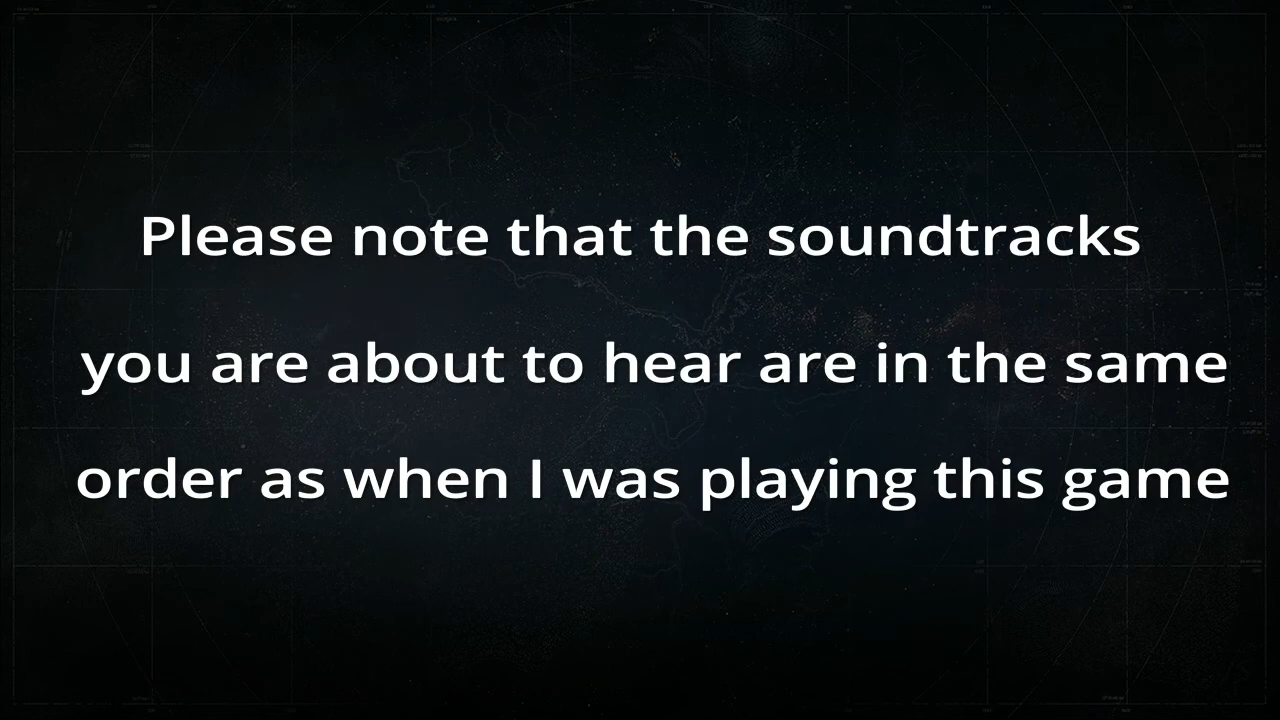 Please note that the soundtracks
you are about to hear are in the same
order as when I was playing this game